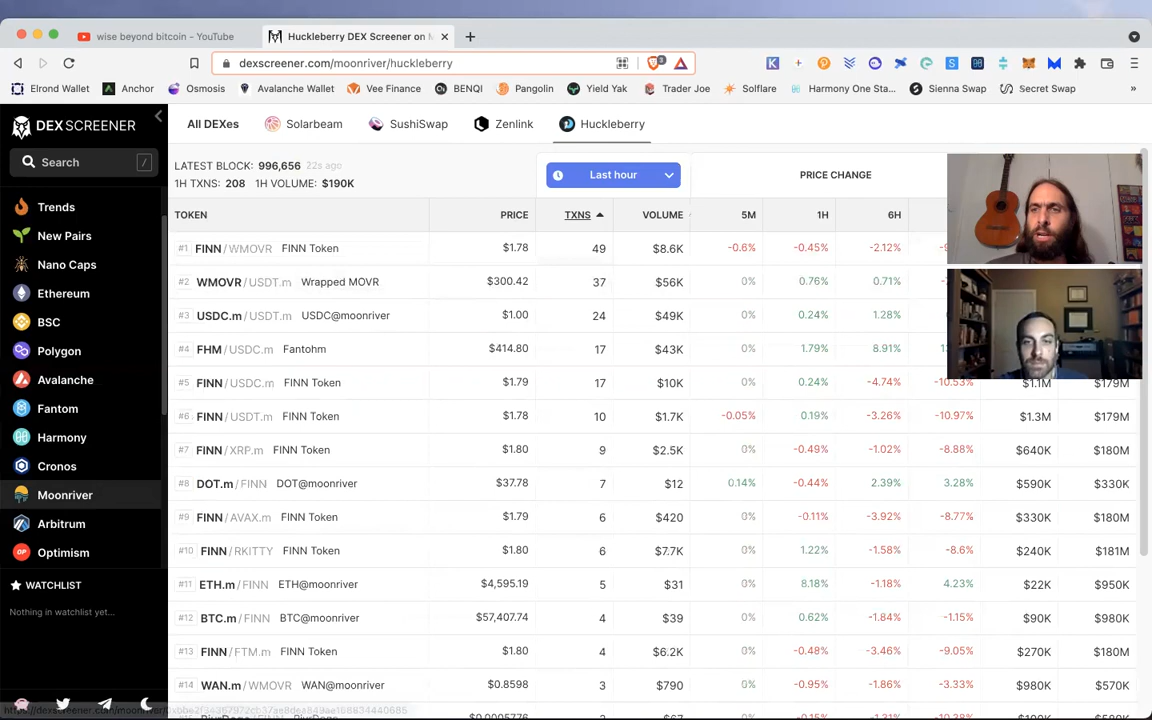 wise beyond bitcoin - YouTube
Huckleberry DEX Screener on M
dexscreener.com/moonriver/huckleberry
Elrond Wallet Anchor Osmosis Avalanche Wallet Vee Finance BENQI Pangolin Yield Yak Trader Joe Solflare Harmony One Sta... Sienna Swap Secret Swap »
DEX SCREENER
All DEXes Solarbeam SushiSwap Zenlink Huckleberry
Search /
LATEST BLOCK: 996,656 22s ago
1H TXNS: 208 1H VOLUME: $190K
Last hour
PRICE CHANGE
TOKEN PRICE TXNS VOLUME 5M 1H 6H
#1 FINN/WMOVR FINN Token $1.78 49 $8.6K -0.6% -0.45% -2.12%
#2 WMOVR/USDT.m Wrapped MOVR $300.42 37 $56K 0% 0.76% 0.71%
#3 USDC.m/USDT.m USDC@moonriver $1.00 24 $49K 0% 0.24% 1.28%
#4 FHM/USDC.m Fantohm $414.80 17 $43K 0% 1.79% 8.91%
#5 FINN/USDC.m FINN Token $1.79 17 $10K 0% 0.24% -4.74% -10.53% $1.1M $179M
#6 FINN/USDT.m FINN Token $1.78 10 $1.7K -0.05% 0.19% -3.26% -10.97% $1.3M $179M
#7 FINN/XRP.m FINN Token $1.80 9 $2.5K 0% -0.49% -1.02% -8.88% $640K $180M
#8 DOT.m/FINN DOT@moonriver $37.78 7 $12 0.14% -0.44% 2.39% 3.28% $590K $330K
#9 FINN/AVAX.m FINN Token $1.79 6 $420 0% -0.11% -3.92% -8.77% $330K $180M
#10 FINN/RKITTY FINN Token $1.80 6 $7.7K 0% 1.22% -1.58% -8.6% $240K $181M
#11 ETH.m/FINN ETH@moonriver $4,595.19 5 $31 0% 8.18% -1.18% 4.23% $22K $950K
#12 BTC.m/FINN BTC@moonriver $57,407.74 4 $39 0% 0.62% -1.84% -1.15% $90K $980K
#13 FINN/FTM.m FINN Token $1.80 4 $6.2K 0% -0.48% -3.46% -9.05% $270K $180M
#14 WAN.m/WMOVR WAN@moonriver $0.8598 3 $790 0% -0.95% -1.86% -3.33% $980K $570K
Trends
New Pairs
Nano Caps
Ethereum
BSC
Polygon
Avalanche
Fantom
Harmony
Cronos
Moonriver
Arbitrum
OP Optimism
WATCHLIST
Nothing in watchlist yet...